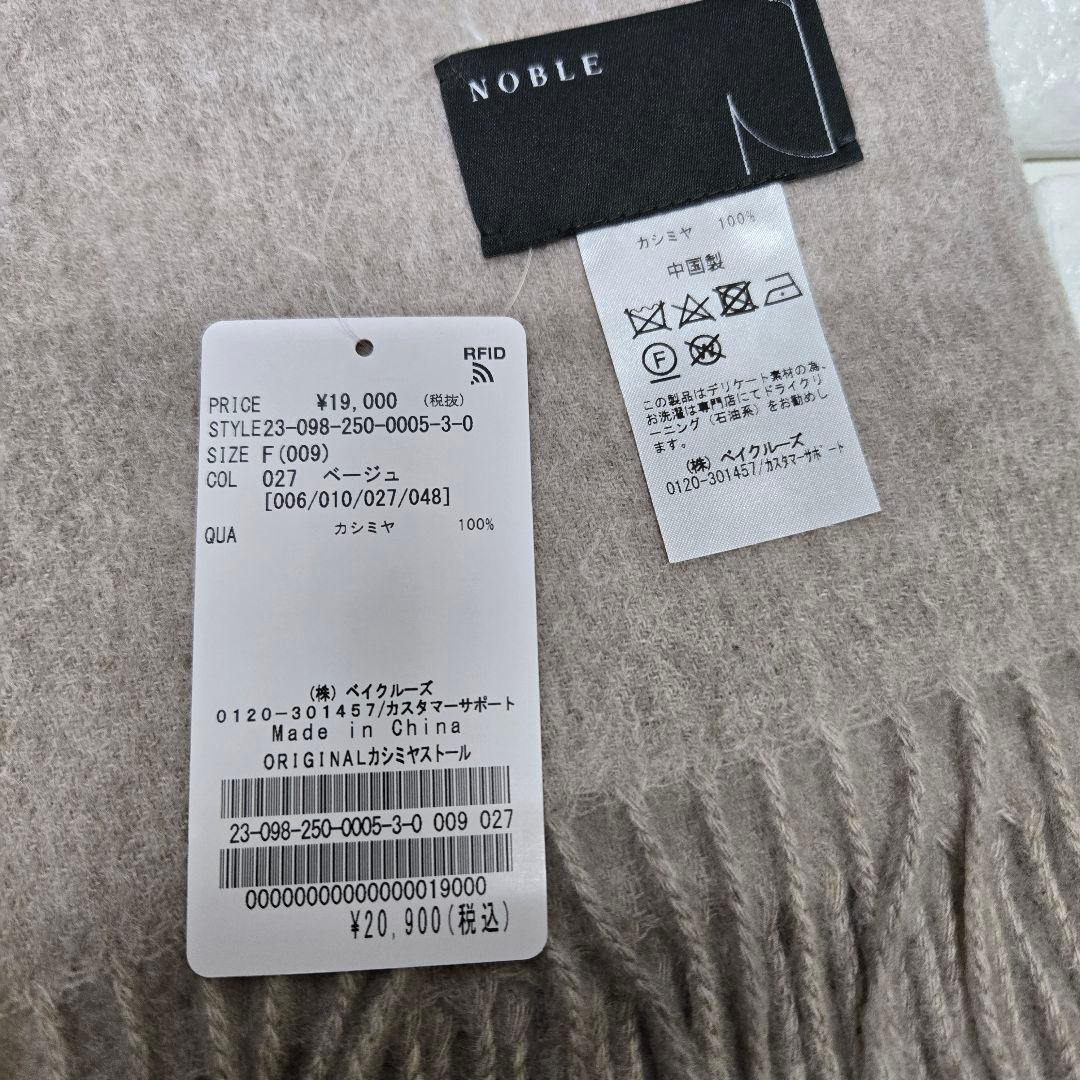 NOBLE
カシミヤ 100%
中国製
F
W
この製品はデリケート素材の為、
お洗濯は専門店にてドライクリ
ーニング（石油系）をお勧めし
ます。
（株）ベイクルーズ
0120-301457/カスタマーサポート
RFID
PRICE ¥19,000 （税抜）
STYLE23-098-250-0005-3-0
SIZE F(009)
COL 027 ベージュ
[006/010/027/048]
QUA カシミヤ 100%
（株）ベイクルーズ
0120-301457/カスタマーサポート
Made in China
ORIGINALカシミヤストール
23-098-250-0005-3-0 009 027
00000000000000019000
¥20,900(税込)